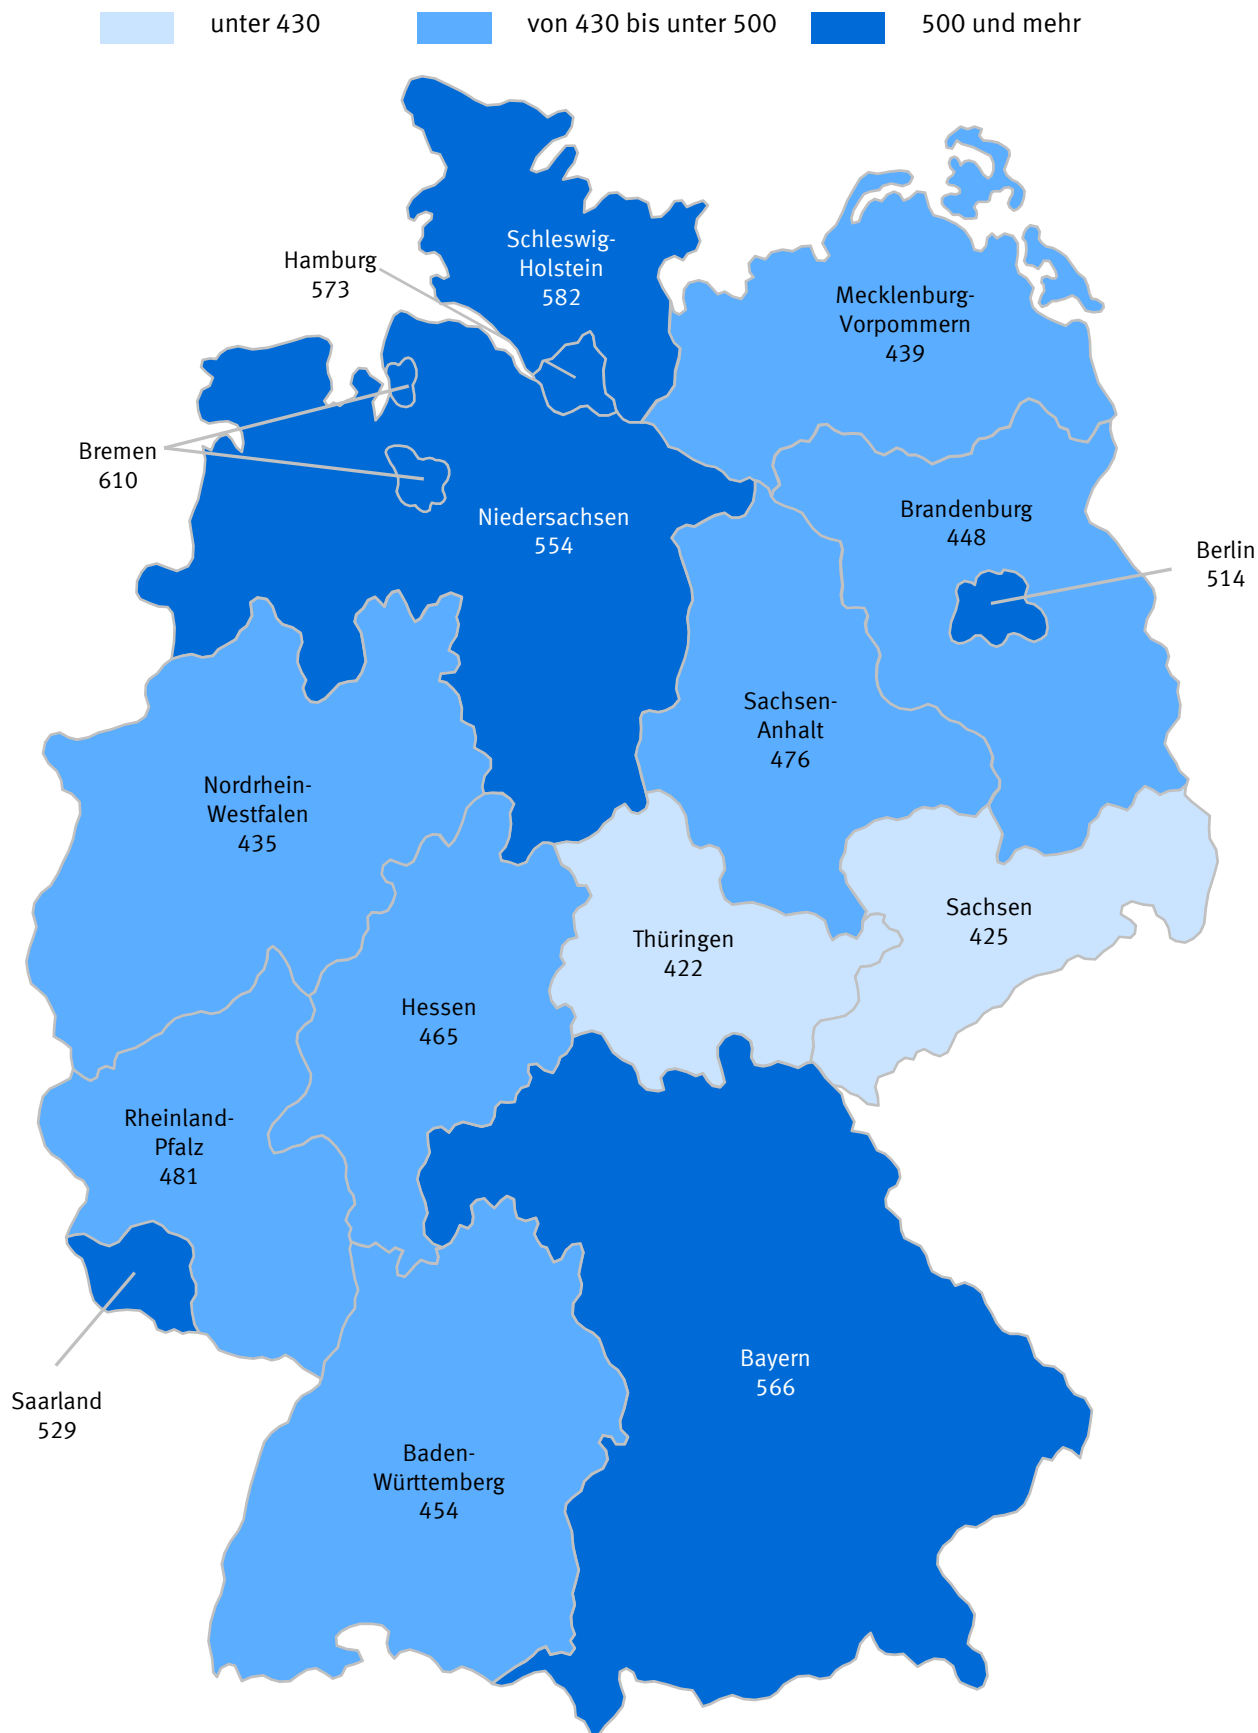 unter 430
von 430 bis unter 500
500 und mehr
Schleswig-
Holstein
582
Hamburg
573
Mecklenburg-
Vorpommern
439
Bremen
610
Niedersachsen
554
Brandenburg
448
Berlin
514
Sachsen-
Anhalt
476
Nordrhein-
Westfalen
435
Sachsen
425
Thüringen
422
Hessen
465
Rheinland-
Pfalz
481
Saarland
529
Bayern
566
Baden-
Württemberg
454